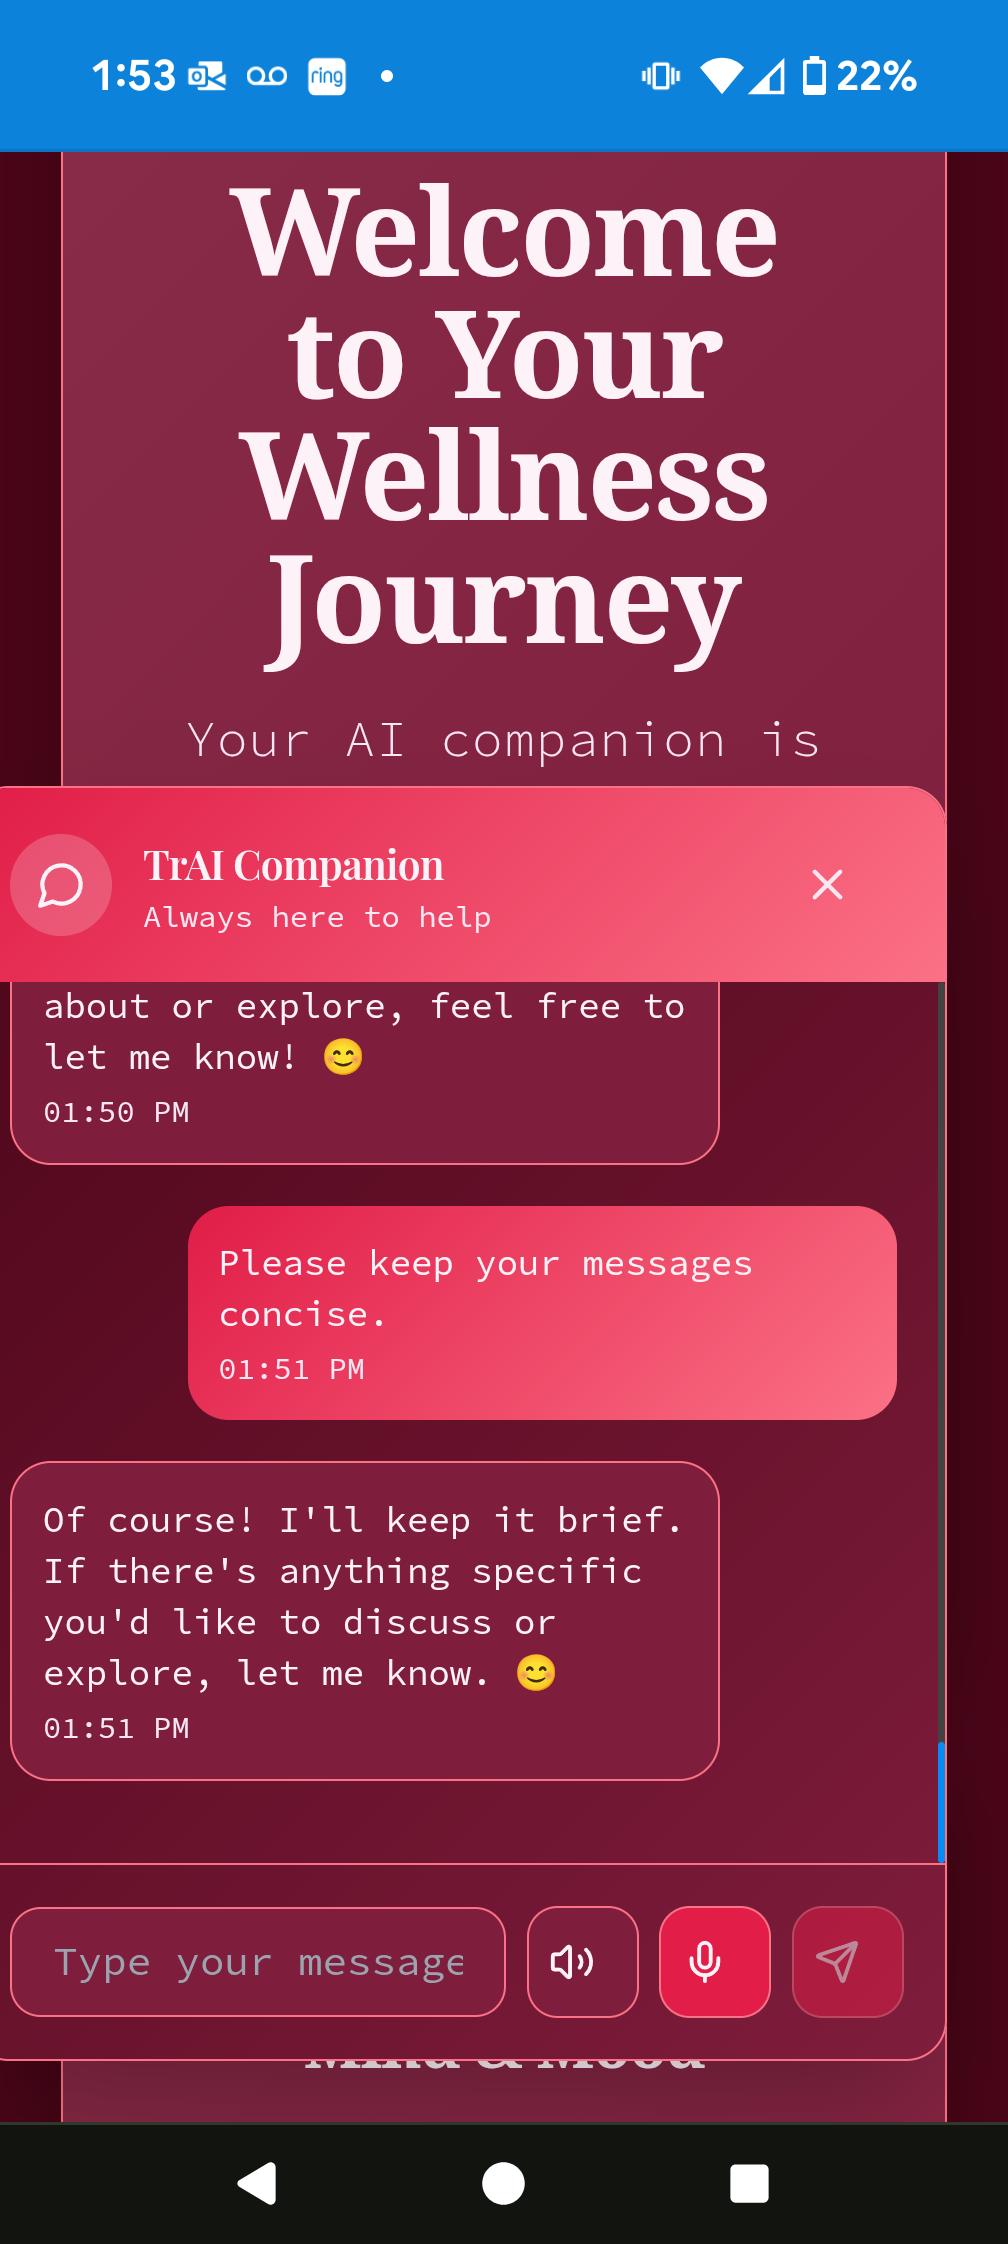 1:53 ring 22%
Welcome
to Your
Wellness
Journey
Your AI companion is
TrAI Companion
Always here to help
about or explore, feel free to
let me know! 😊
01:50 PM
Please keep your messages
concise.
01:51 PM
Of course! I'll keep it brief.
If there's anything specific
you'd like to discuss or
explore, let me know. 😊
01:51 PM
Type your message
Mind & Mood